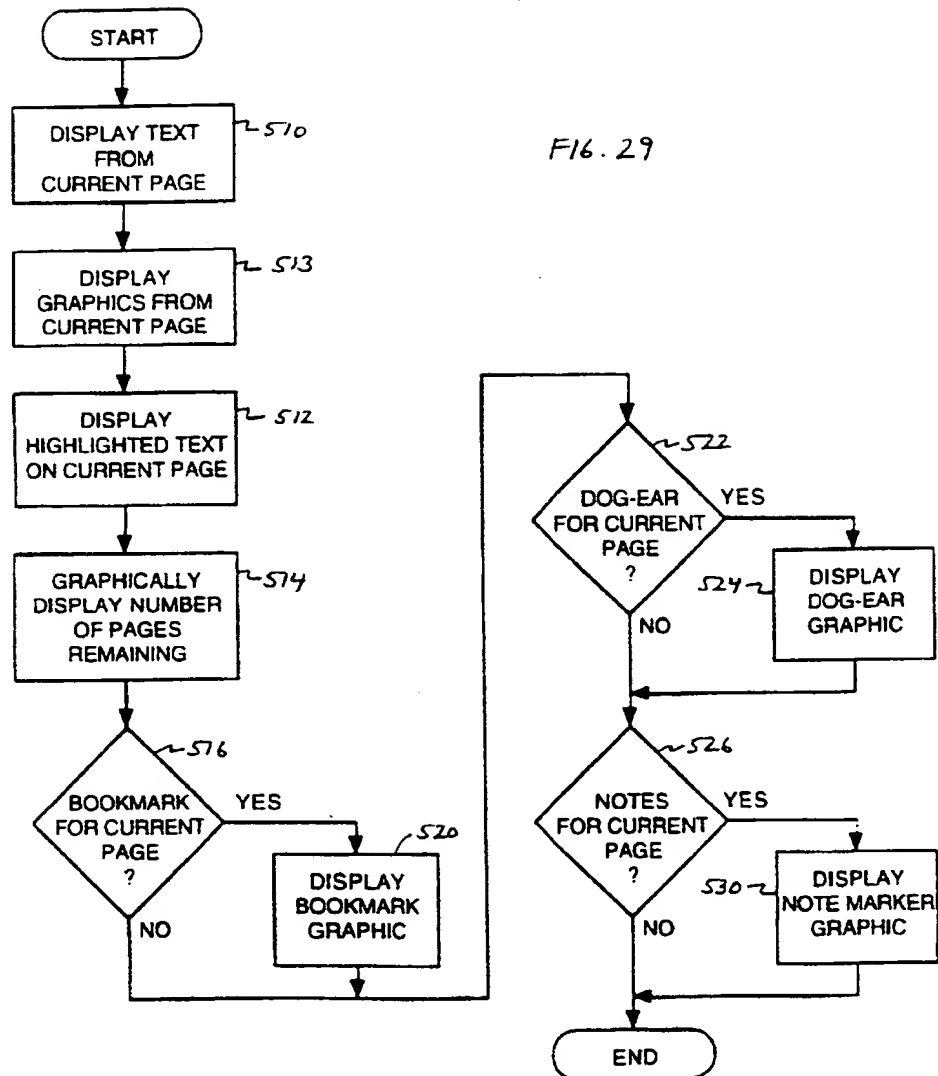 START
DISPLAY TEXT
FROM
CURRENT PAGE
510
FIG. 29
DISPLAY
GRAPHICS FROM
CURRENT PAGE
513
DISPLAY
HIGHLIGHTED TEXT
ON CURRENT PAGE
512
GRAPHICALLY
DISPLAY NUMBER
OF PAGES
REMAINING
514
BOOKMARK
FOR CURRENT
PAGE
?
516
YES
NO
DISPLAY
BOOKMARK
GRAPHIC
520
DOG-EAR
FOR CURRENT
PAGE
?
522
YES
NO
DISPLAY
DOG-EAR
GRAPHIC
524
NOTES
FOR CURRENT
PAGE
?
526
YES
NO
DISPLAY
NOTE MARKER
GRAPHIC
530
END